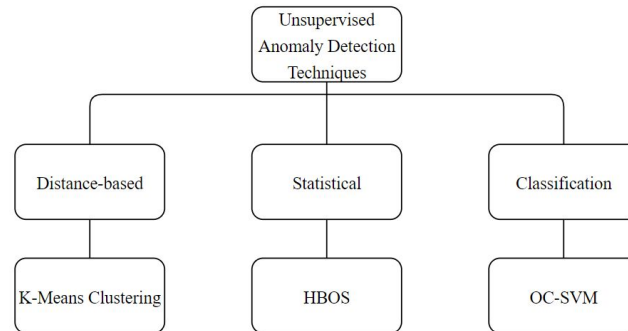 Unsupervised
Anomaly Detection
Techniques
Distance-based
Statistical
Classification
K-Means Clustering
HBOS
OC-SVM